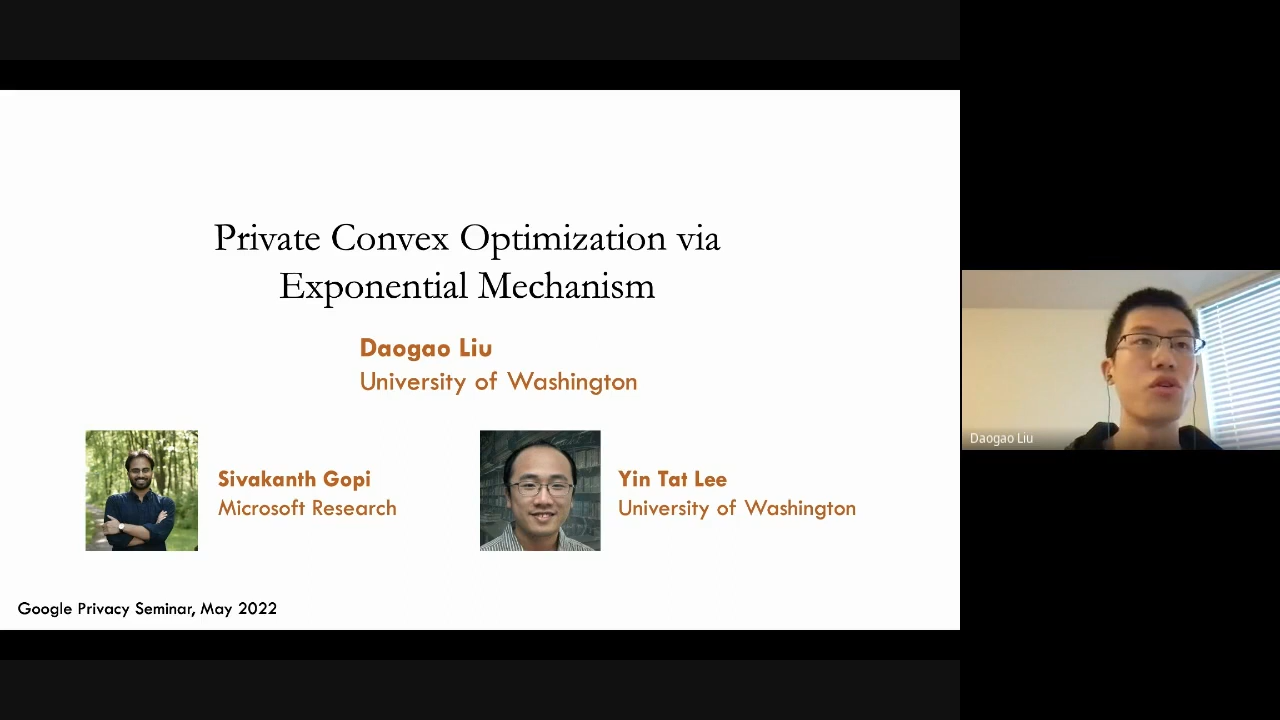 Private Convex Optimization via
Exponential Mechanism
Daogao Liu
University of Washington
Sivakanth Gopi
Microsoft Research
Yin Tat Lee
University of Washington
Google Privacy Seminar, May 2022
Daogao Liu